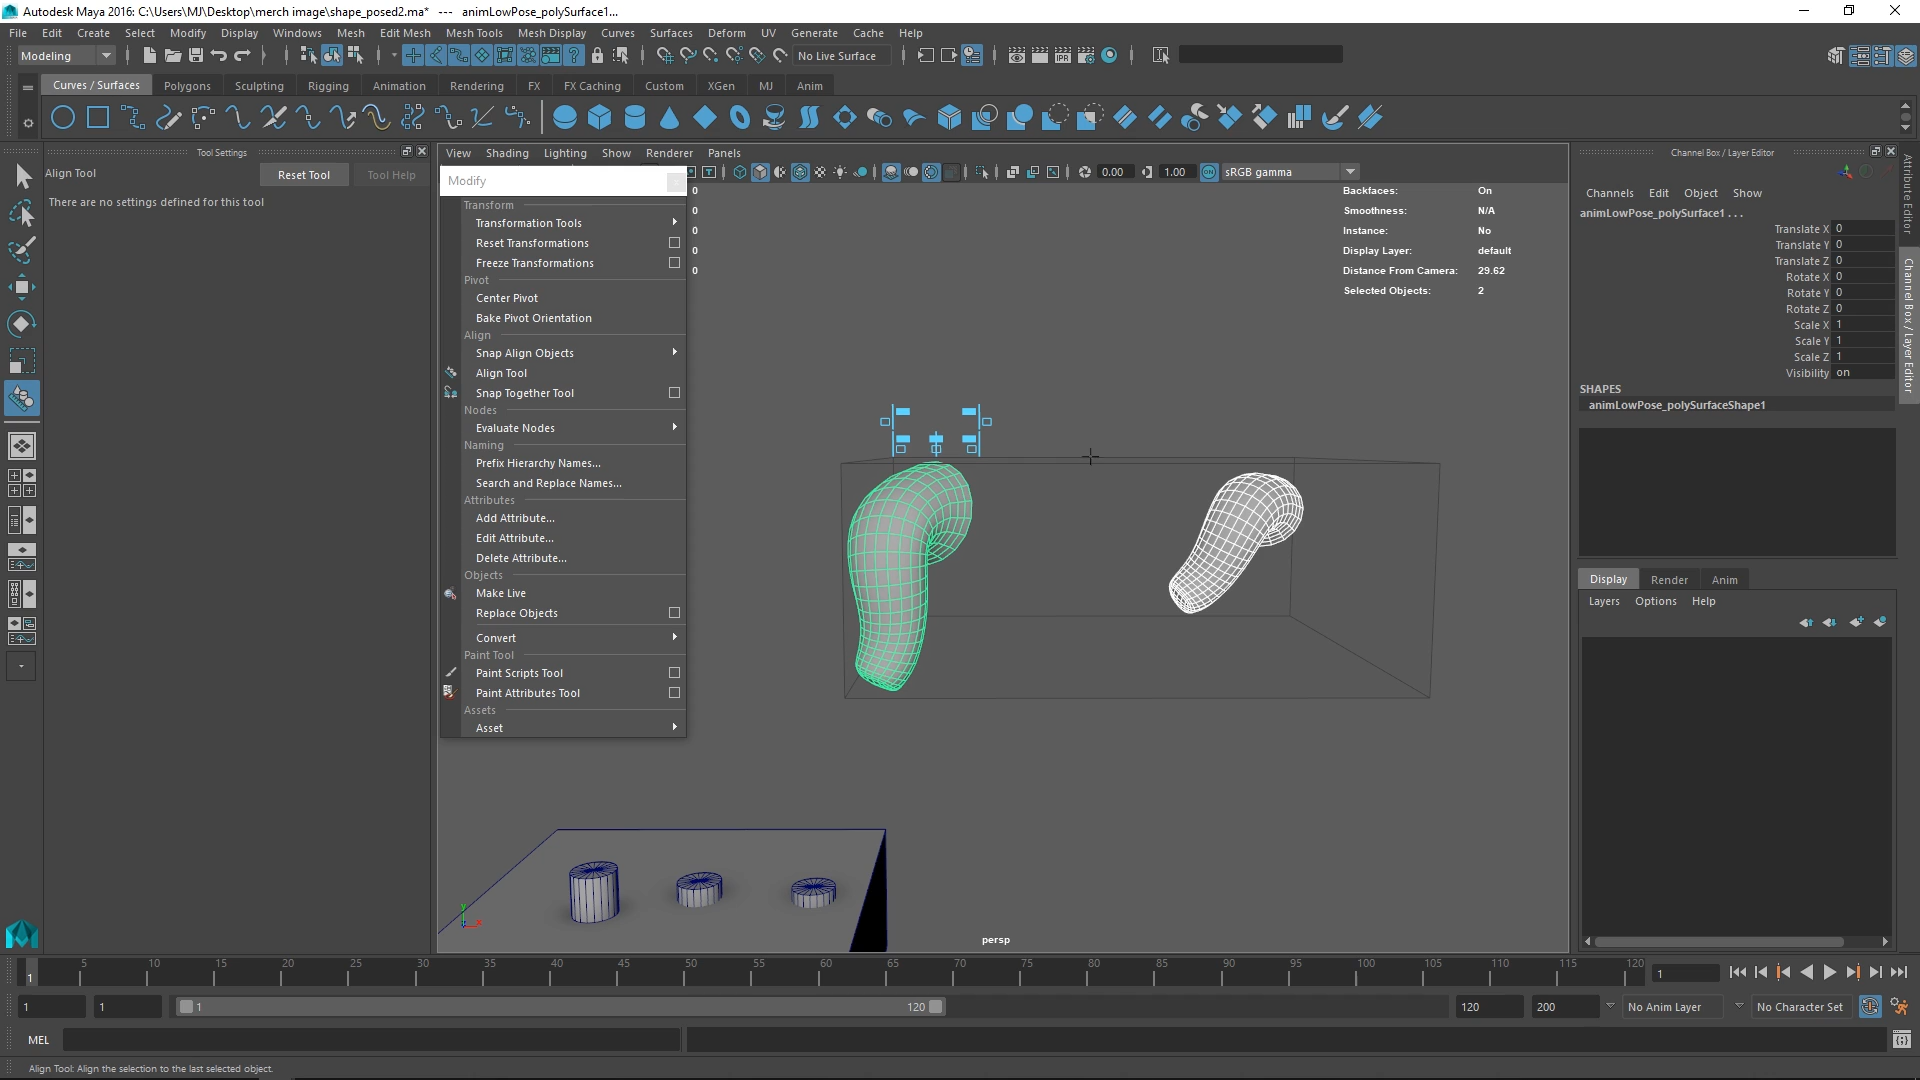 Autodesk Maya 2016: C:\Users\MJ\Desktop\merch image\shape_posed2.ma* --- animLowPose_polySurface1...
File Edit Create Select Modify Display Windows Mesh Edit Mesh Mesh Tools Mesh Display Curves Surfaces Deform UV Generate Cache Help
Modeling No Live Surface
Curves / Surfaces Polygons Sculpting Rigging Animation Rendering FX FX Caching Custom XGen MJ Anim
Tool Settings
Align Tool Reset Tool Tool Help
There are no settings defined for this tool
View Shading Lighting Show Renderer Panels
0.00 1.00 sRGB gamma
Modify
Transform
Transformation Tools
Reset Transformations
Freeze Transformations
Pivot
Center Pivot
Bake Pivot Orientation
Align
Snap Align Objects
Align Tool
Snap Together Tool
Nodes
Evaluate Nodes
Naming
Prefix Hierarchy Names...
Search and Replace Names...
Attributes
Add Attribute...
Edit Attribute...
Delete Attribute...
Objects
Make Live
Replace Objects
Convert
Paint Tool
Paint Scripts Tool
Paint Attributes Tool
Assets
Asset
0
0
0
0
0
Backfaces: On
Smoothness: N/A
Instance: No
Display Layer: default
Distance From Camera: 29.62
Selected Objects: 2
persp
Channel Box / Layer Editor
Channels Edit Object Show
animLowPose_polySurface1 . . .
Translate X 0
Translate Y 0
Translate Z 0
Rotate X 0
Rotate Y 0
Rotate Z 0
Scale X 1
Scale Y 1
Scale Z 1
Visibility on
SHAPES
animLowPose_polySurfaceShape1
Display Render Anim
Layers Options Help
Attribute Editor
Channel Box / Layer Editor
1 5 10 15 20 25 30 35 40 45 50 55 60 65 70 75 80 85 90 95 100 105 110 115 120 1
1 1 1 120 120 200 No Anim Layer No Character Set
MEL
Align Tool: Align the selection to the last selected object.